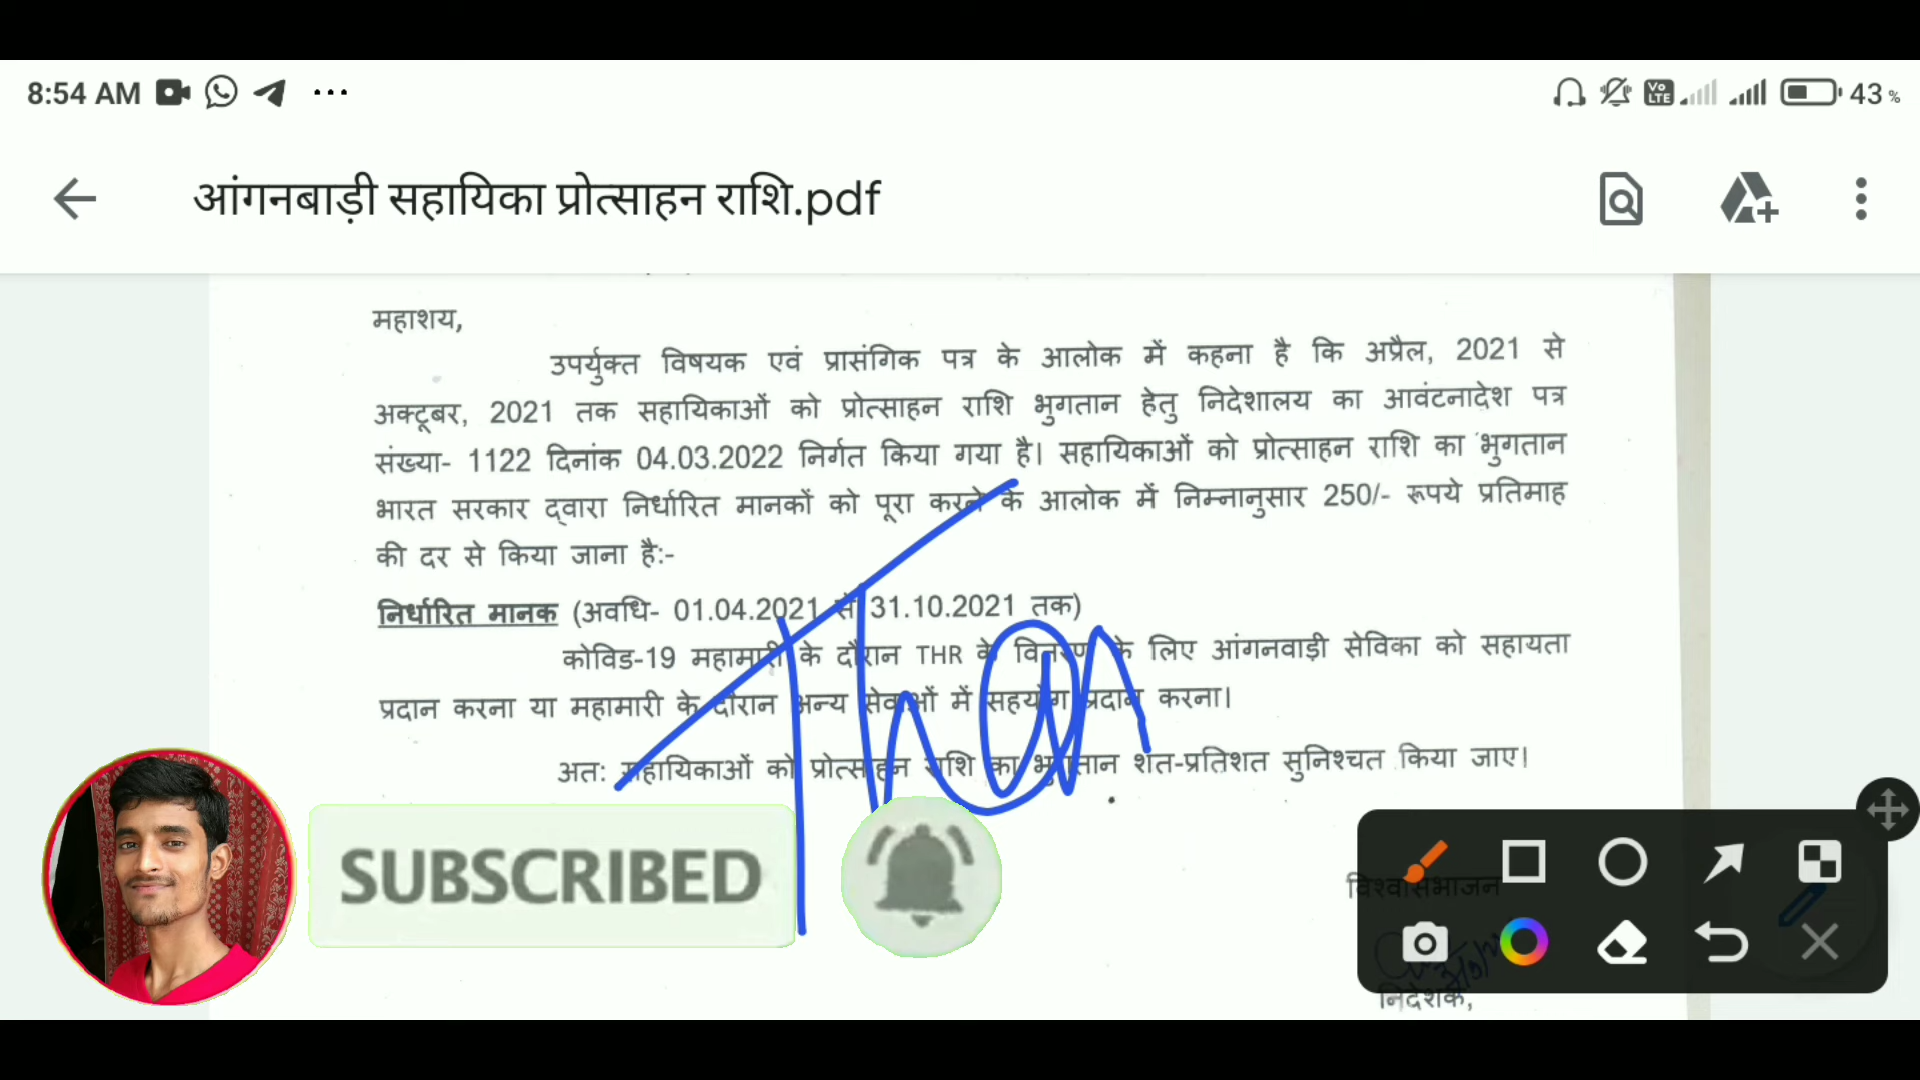 8:54 AM ... Vo LTE 43 %
आंगनबाड़ी सहायिका प्रोत्साहन राशि.pdf
महाशय,
उपर्युक्त विषयक एवं प्रासंगिक पत्र के आलोक में कहना है कि अप्रैल, 2021 से
अक्टूबर, 2021 तक सहायिकाओं को प्रोत्साहन राशि भुगतान हेतु निदेशालय का आवंटनादेश पत्र
संख्या- 1122 दिनांक 04.03.2022 निर्गत किया गया है। सहायिकाओं को प्रोत्साहन राशि का भुगतान
भारत सरकार द्वारा निर्धारित मानकों को पूरा करने के आलोक में निम्नानुसार 250/- रूपये प्रतिमाह
की दर से किया जाना है:-
निर्धारित मानक (अवधि- 01.04.2021 से 31.10.2021 तक)
कोविड-19 महामारी के दौरान THR के वितरण के लिए आंगनवाड़ी सेविका को सहायता
प्रदान करना या महामारी के दौरान अन्य सेवाओं में सहयोग प्रदान करना।
अतः सहायिकाओं को प्रोत्साहन राशि का भुगतान शत-प्रतिशत सुनिश्चत किया जाए।
Than
SUBSCRIBED
विश्वासभाजन
निदेशक,